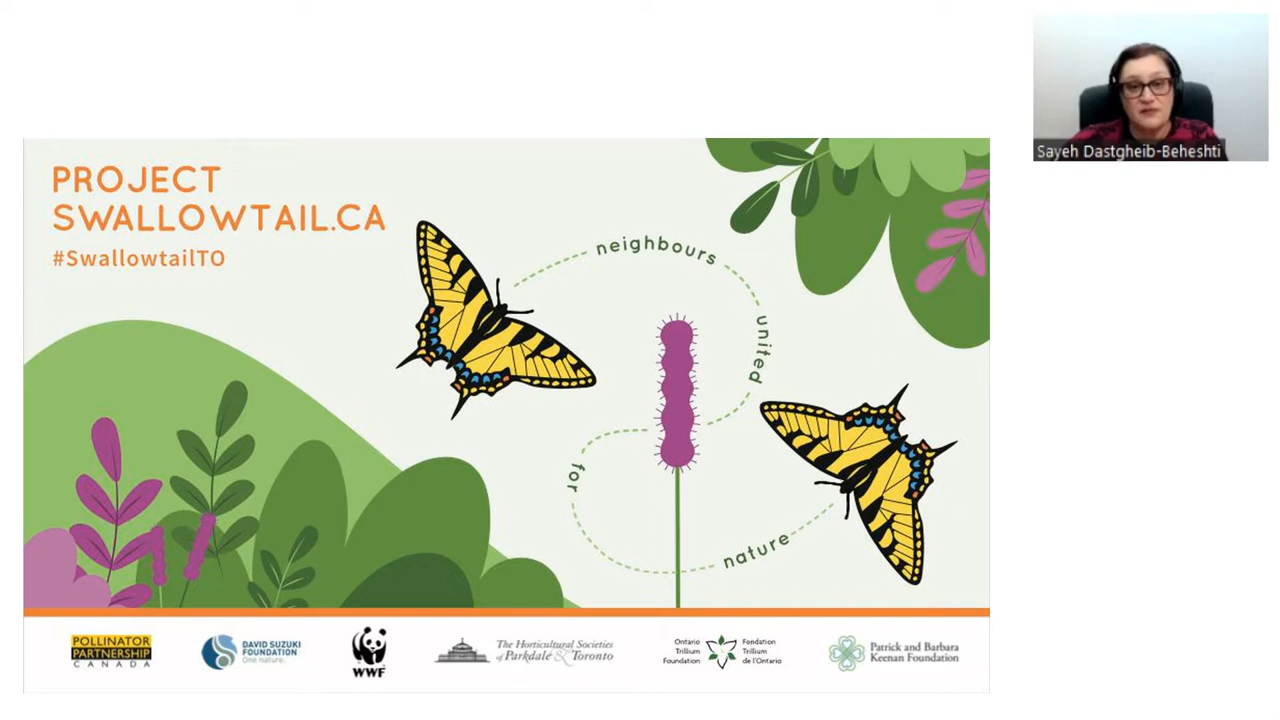 PROJECT
SWALLOWTAIL.CA
#SwallowtailTO
neighbours
united
for
nature
POLLINATOR
PARTNERSHIP
CANADA
DAVID SUZUKI
FOUNDATION
One nature.
WWF
The Horticultural Societies
of Parkdale & Toronto
Ontario
Trillium
Foundation
Fondation
Trillium
de l'Ontario
Patrick and Barbara
Keenan Foundation
Sayeh Dastgheib-Beheshti